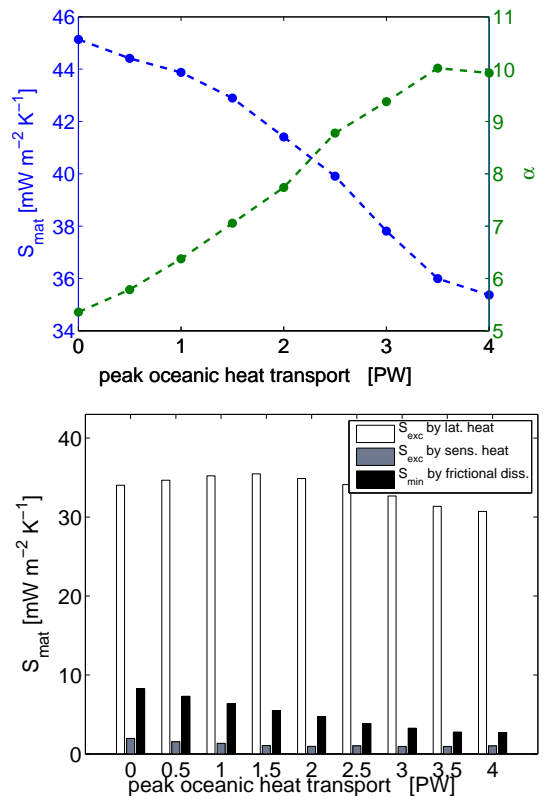 46
44
42
40
38
36
34
S_mat [mW m⁻² K⁻¹]
11
10
9
8
7
6
5
α
0 1 2 3 4
peak oceanic heat transport [PW]
S_exc by lat. heat
S_exc by sens. heat
S_min by frictional diss.
40
30
20
10
0
S_mat [mW m⁻² K⁻¹]
0 0.5 1 1.5 2 2.5 3 3.5 4
peak oceanic heat transport [PW]